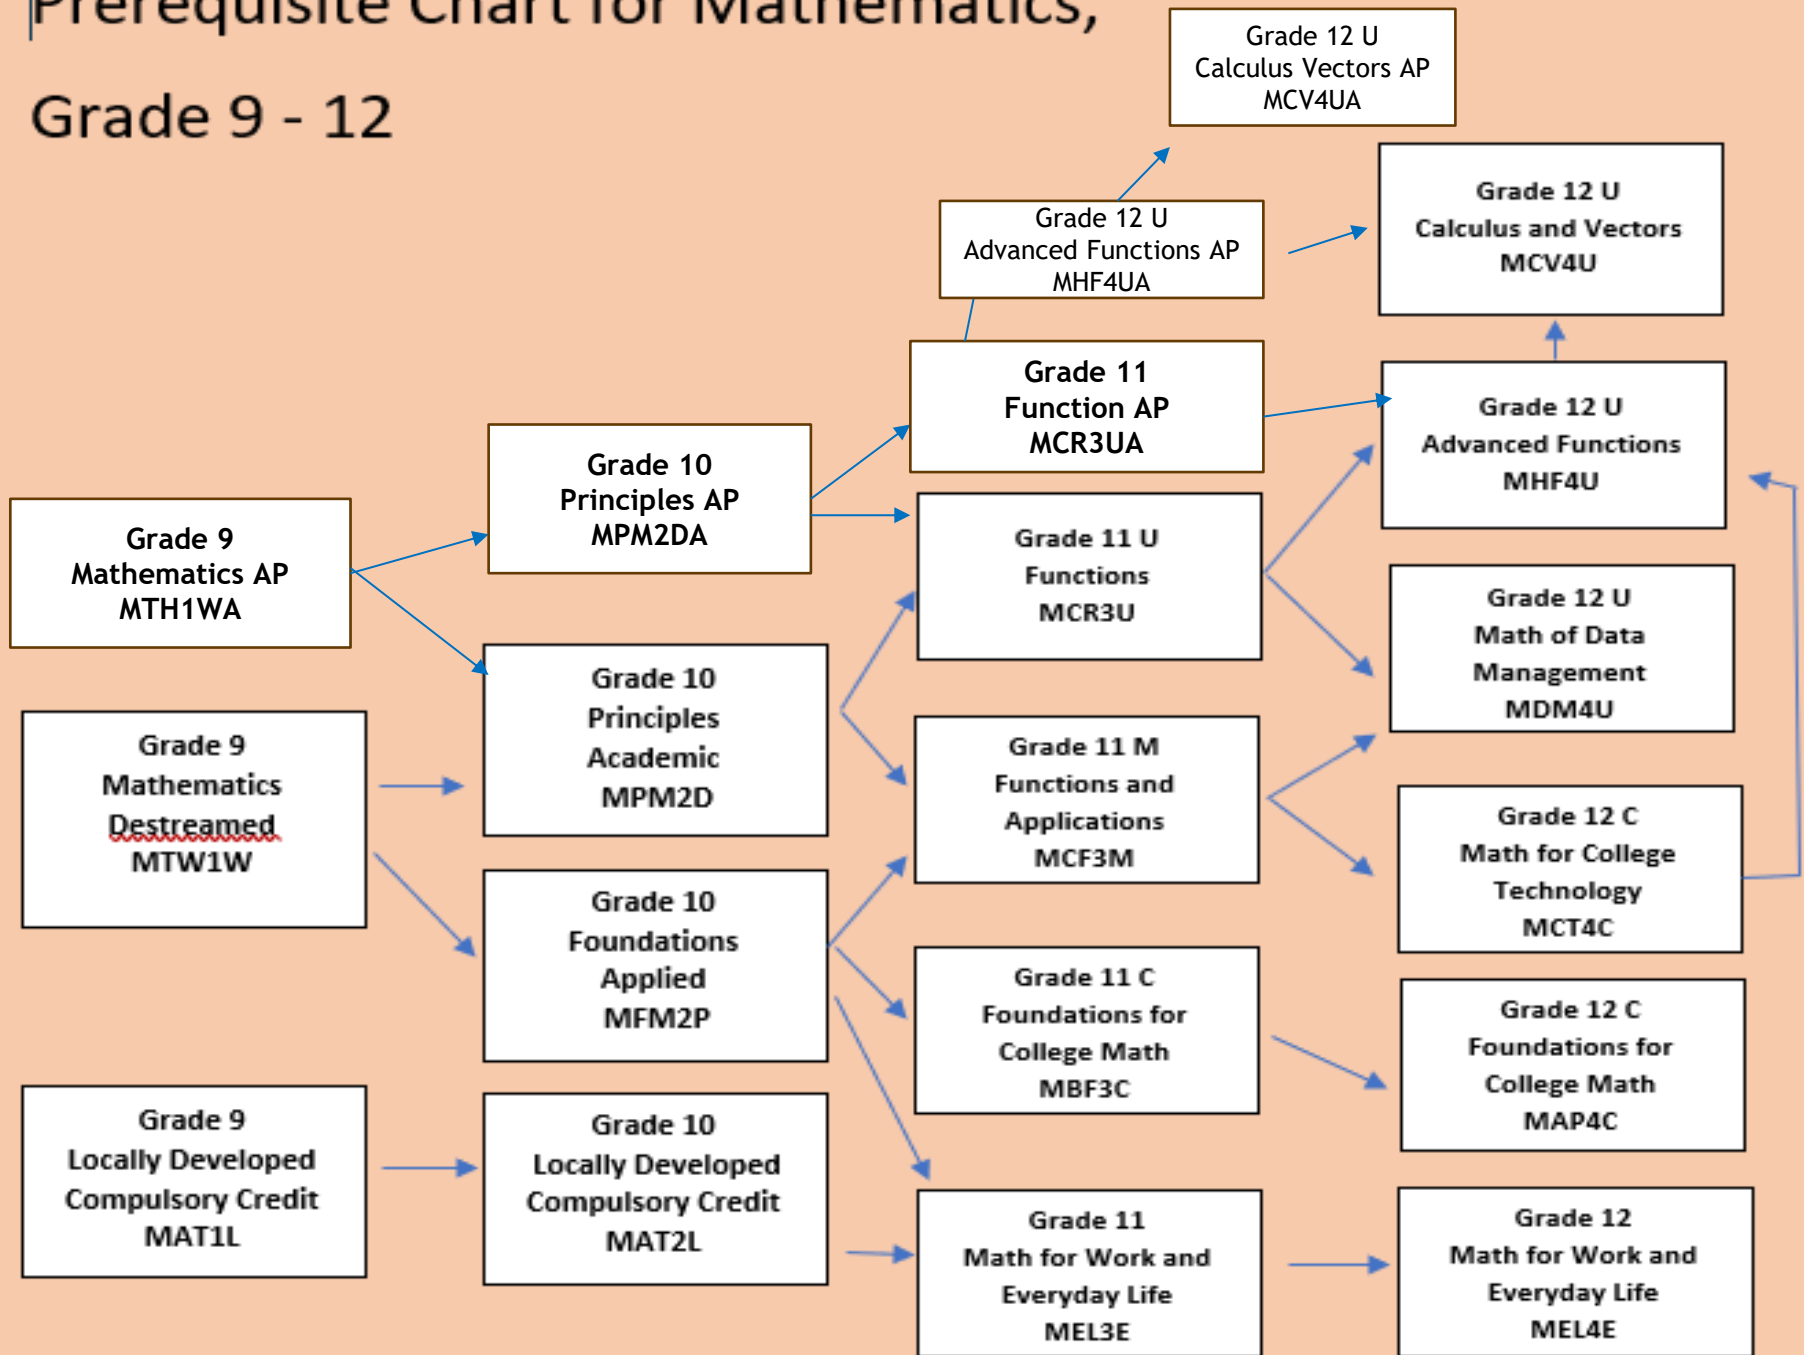 Prerequisite Chart for Mathematics,
Grade 9 - 12
Grade 12 U
Calculus Vectors AP
MCV4UA
Grade 12 U
Calculus and Vectors
MCV4U
Grade 12 U
Advanced Functions AP
MHF4UA
Grade 11
Function AP
MCR3UA
Grade 12 U
Advanced Functions
MHF4U
Grade 10
Principles AP
MPM2DA
Grade 9
Mathematics AP
MTH1WA
Grade 11 U
Functions
MCR3U
Grade 12 U
Math of Data
Management
MDM4U
Grade 10
Principles
Academic
MPM2D
Grade 9
Mathematics
Destreamed
MTW1W
Grade 11 M
Functions and
Applications
MCF3M
Grade 12 C
Math for College
Technology
MCT4C
Grade 10
Foundations
Applied
MFM2P
Grade 11 C
Foundations for
College Math
MBF3C
Grade 12 C
Foundations for
College Math
MAP4C
Grade 9
Locally Developed
Compulsory Credit
MAT1L
Grade 10
Locally Developed
Compulsory Credit
MAT2L
Grade 11
Math for Work and
Everyday Life
MEL3E
Grade 12
Math for Work and
Everyday Life
MEL4E